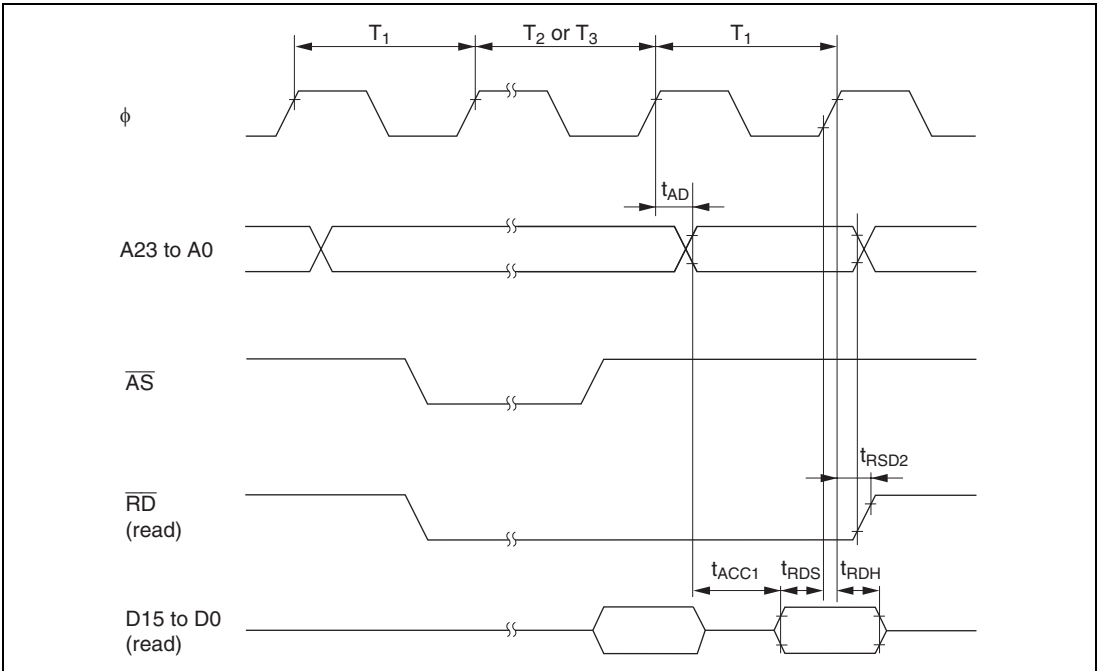 T1 T2 or T3 T1
ϕ
tAD
A23 to A0
AS
tRSD2
RD
(read)
tACC1 tRDS tRDH
D15 to D0
(read)